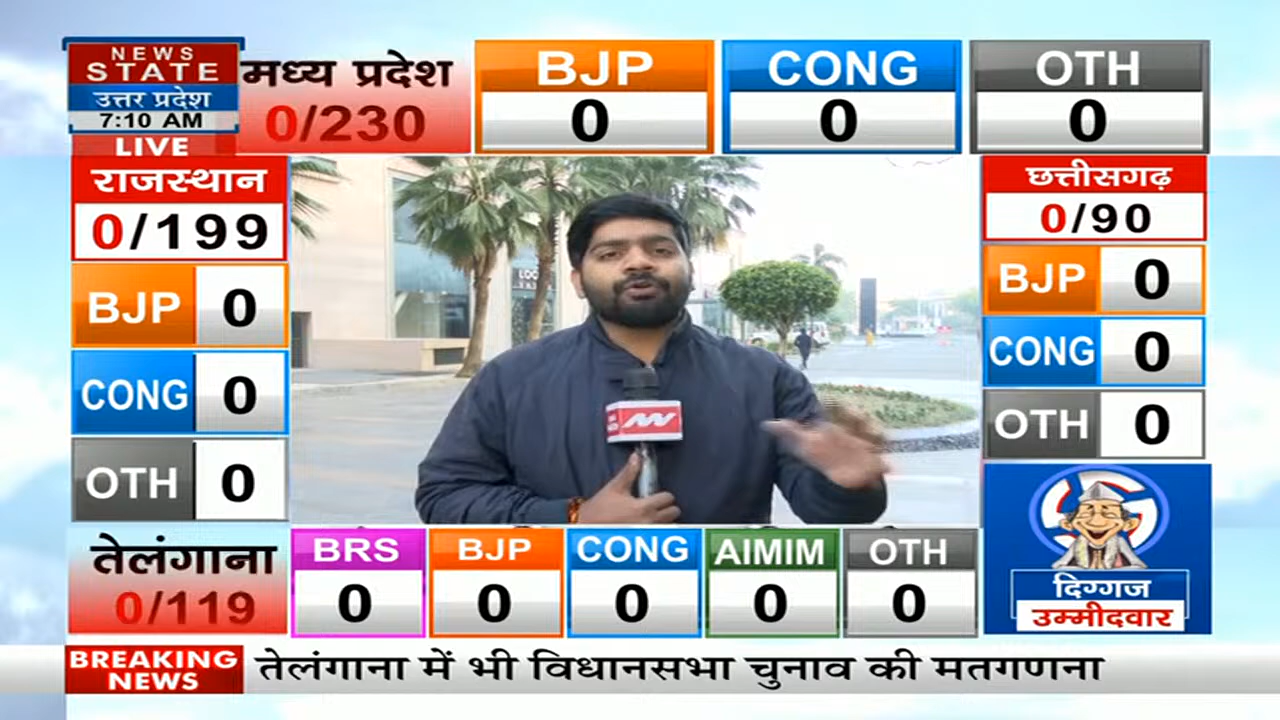 NEWS
STATE
उत्तर प्रदेश
7:10 AM
LIVE
मध्य प्रदेश
0/230
BJP
0
CONG
0
OTH
0
राजस्थान
0/199
BJP 0
CONG 0
OTH 0
छत्तीसगढ़
0/90
BJP 0
CONG 0
OTH 0
दिग्गज
उम्मीदवार
तेलंगाना
0/119
BRS
0
BJP
0
CONG
0
AIMIM
0
OTH
0
BREAKING
NEWS
तेलंगाना में भी विधानसभा चुनाव की मतगणना